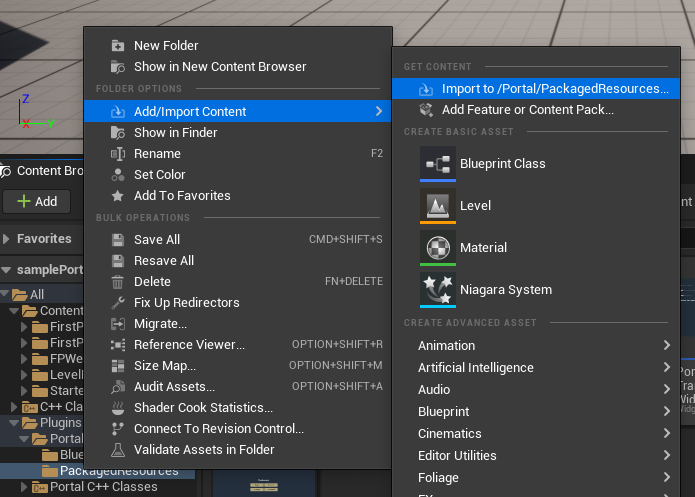 New Folder
Show in New Content Browser
FOLDER OPTIONS
Add/Import Content
Show in Finder
Rename F2
Set Color
Add To Favorites
BULK OPERATIONS
Save All CMD+SHIFT+S
Resave All
Delete FN+DELETE
Fix Up Redirectors
Migrate...
Reference Viewer... OPTION+SHIFT+R
Size Map... OPTION+SHIFT+M
Audit Assets... OPTION+SHIFT+A
Shader Cook Statistics...
Connect To Revision Control...
Validate Assets in Folder
GET CONTENT
Import to /Portal/PackagedResources...
Add Feature or Content Pack...
CREATE BASIC ASSET
Blueprint Class
Level
Material
Niagara System
CREATE ADVANCED ASSET
Animation
Artificial Intelligence
Audio
Blueprint
Cinematics
Editor Utilities
Foliage
Z
X Y
Content Bro
Add
Favorites
samplePort
All
Content
FirstP
FirstP
FPWe
Level
Starte
C++ Cla
Plugins
Portal
Blue
PackagedResources
Portal C++ Classes